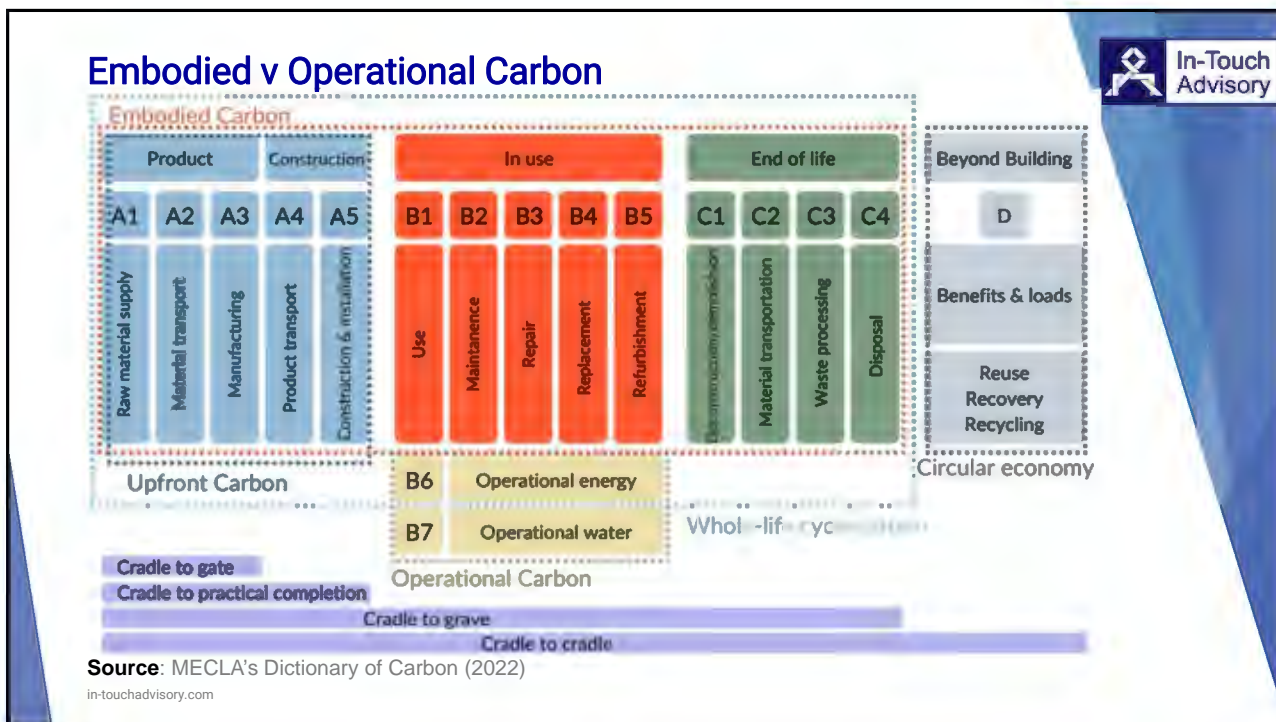 Embodied v Operational Carbon
In-Touch
Advisory
Embodied Carbon
Product
Construction
In use
End of life
Beyond Building
A1
A2
A3
A4
A5
B1
B2
B3
B4
B5
C1
C2
C3
C4
D
Raw material supply
Material transport
Manufacturing
Product transport
Construction & installation
Use
Maintanence
Repair
Replacement
Refurbishment
Material transportation
Waste processing
Disposal
Benefits & loads
Reuse
Recovery
Recycling
Upfront Carbon
B6
Operational energy
Circular economy
B7
Operational water
Operational Carbon
Cradle to gate
Cradle to practical completion
Cradle to grave
Cradle to cradle
Source: MECLA's Dictionary of Carbon (2022)
in-touchadvisory.com